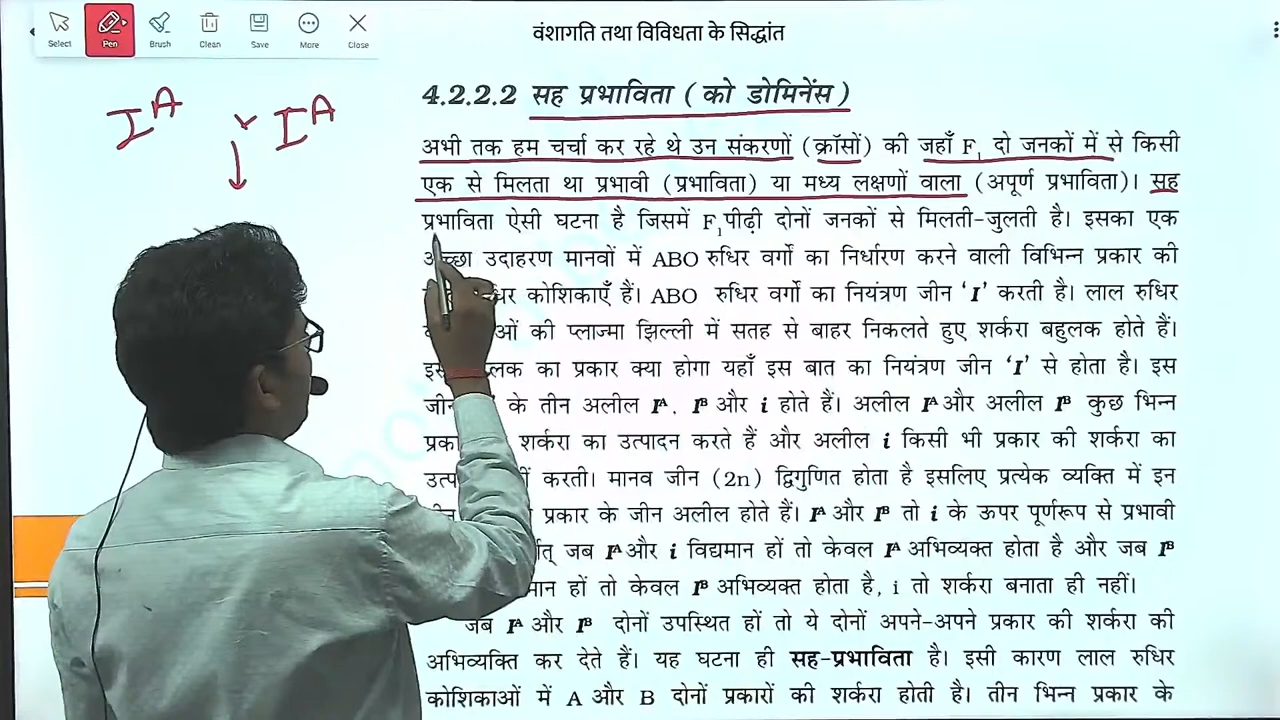 वंशागति तथा विविधता के सिद्धांत
Select Pen Brush Clean Save More Close
I^A × I^A
4.2.2.2 सह प्रभाविता ( को डोमिनेंस )
अभी तक हम चर्चा कर रहे थे उन संकरणों (क्रॉसों) की जहाँ F₁ दो जनकों में से किसी
एक से मिलता था प्रभावी (प्रभाविता) या मध्य लक्षणों वाला (अपूर्ण प्रभाविता)। सह
प्रभाविता ऐसी घटना है जिसमें F₁ पीढ़ी दोनों जनकों से मिलती-जुलती है। इसका एक
उदाहरण मानवों में ABO रुधिर वर्गों का निर्धारण करने वाली विभिन्न प्रकार की
कोशिकाएँ हैं। ABO रुधिर वर्गों का नियंत्रण जीन ‘I’ करती है। लाल रुधिर
की प्लाज्मा झिल्ली में सतह से बाहर निकलते हुए शर्करा बहुलक होते हैं।
का प्रकार क्या होगा यहाँ इस बात का नियंत्रण जीन ‘I’ से होता है। इस
के तीन अलील Iᴬ, Iᴮ और i होते हैं। अलील Iᴬ और अलील Iᴮ कुछ भिन्न
शर्करा का उत्पादन करते हैं और अलील i किसी भी प्रकार की शर्करा का
करती। मानव जीन (2n) द्विगुणित होता है इसलिए प्रत्येक व्यक्ति में इन
प्रकार के जीन अलील होते हैं। Iᴬ और Iᴮ तो i के ऊपर पूर्णरूप से प्रभावी
जब Iᴬ और i विद्यमान हों तो केवल Iᴬ अभिव्यक्त होता है और जब Iᴮ
हों तो केवल Iᴮ अभिव्यक्त होता है, i तो शर्करा बनाता ही नहीं।
जब Iᴬ और Iᴮ दोनों उपस्थित हों तो ये दोनों अपने-अपने प्रकार की शर्करा की
अभिव्यक्ति कर देते हैं। यह घटना ही सह-प्रभाविता है। इसी कारण लाल रुधिर
कोशिकाओं में A और B दोनों प्रकारों की शर्करा होती है। तीन भिन्न प्रकार के